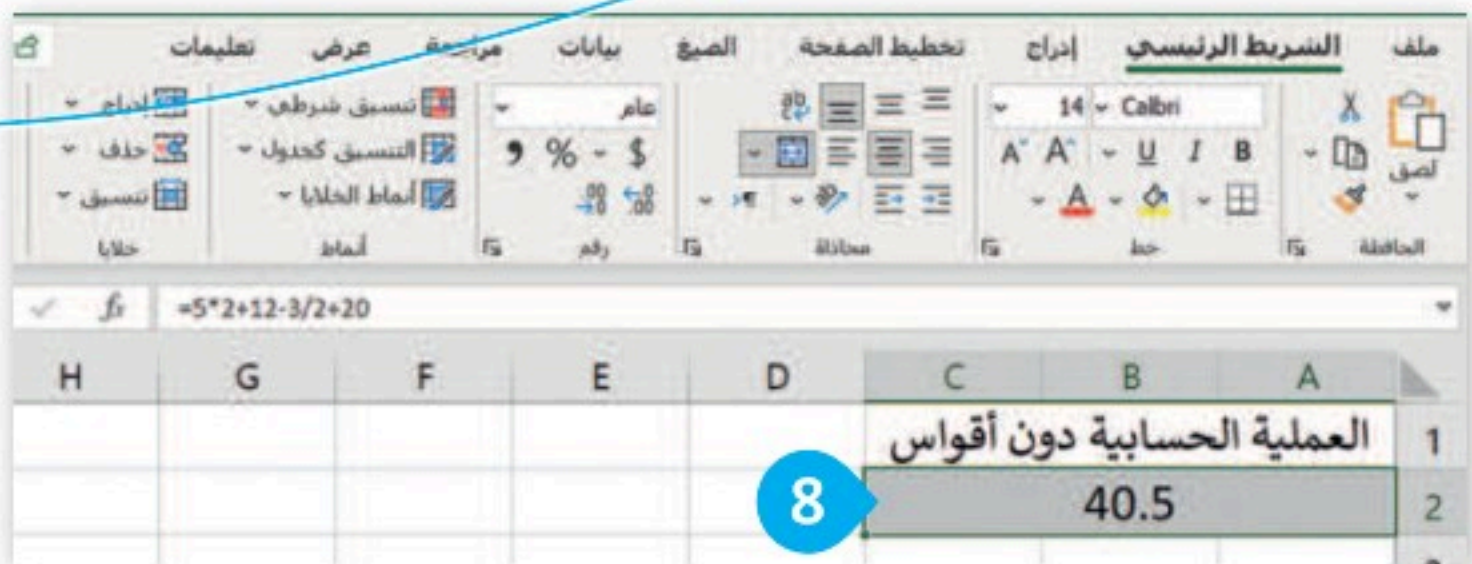 ملف الشريط الرئيسي إدراج تخطيط الصفحة الصيغ بيانات مراجعة عرض تعليمات
Calibri 14 عام تنسيق شرطي إدراج
لصق B I U A A $ % التنسيق كجدول حذف
A أنماط الخلايا تنسيق
الحافظة خط محاذاة رقم أنماط خلايا
fx =5*2+12-3/2+20
A B C D E F G H
1 العملية الحسابية دون أقواس
2 40.5 8